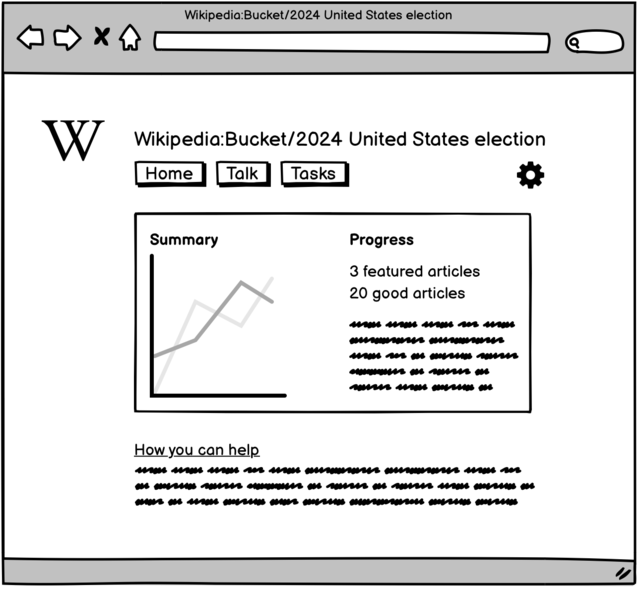 Wikipedia:Bucket/2024 United States election
W
Wikipedia:Bucket/2024 United States election
Home Talk Tasks
Summary
Progress
3 featured articles
20 good articles
How you can help